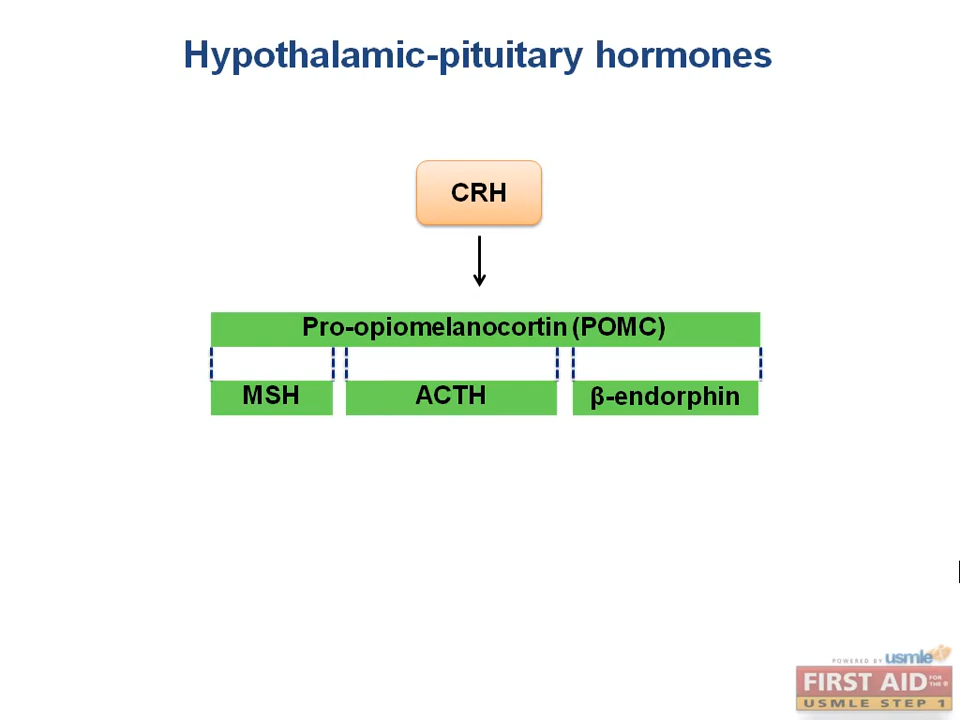 Hypothalamic-pituitary hormones
CRH
Pro-opiomelanocortin (POMC)
MSH ACTH β-endorphin
POWERED BY usmle
FIRST AID FOR THE ®
USMLE STEP 1